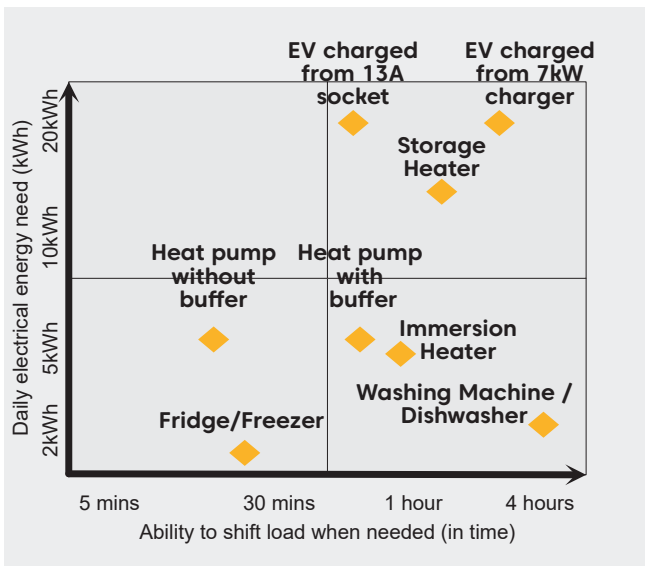 EV charged
from 13A
socket
EV charged
from 7kW
charger
Storage
Heater
Heat pump
without
buffer
Heat pump
with
buffer
Immersion
Heater
Washing Machine /
Dishwasher
Fridge/Freezer
Daily electrical energy need (kWh)
20kWh
10kWh
5kWh
2kWh
5 mins
30 mins
1 hour
4 hours
Ability to shift load when needed (in time)